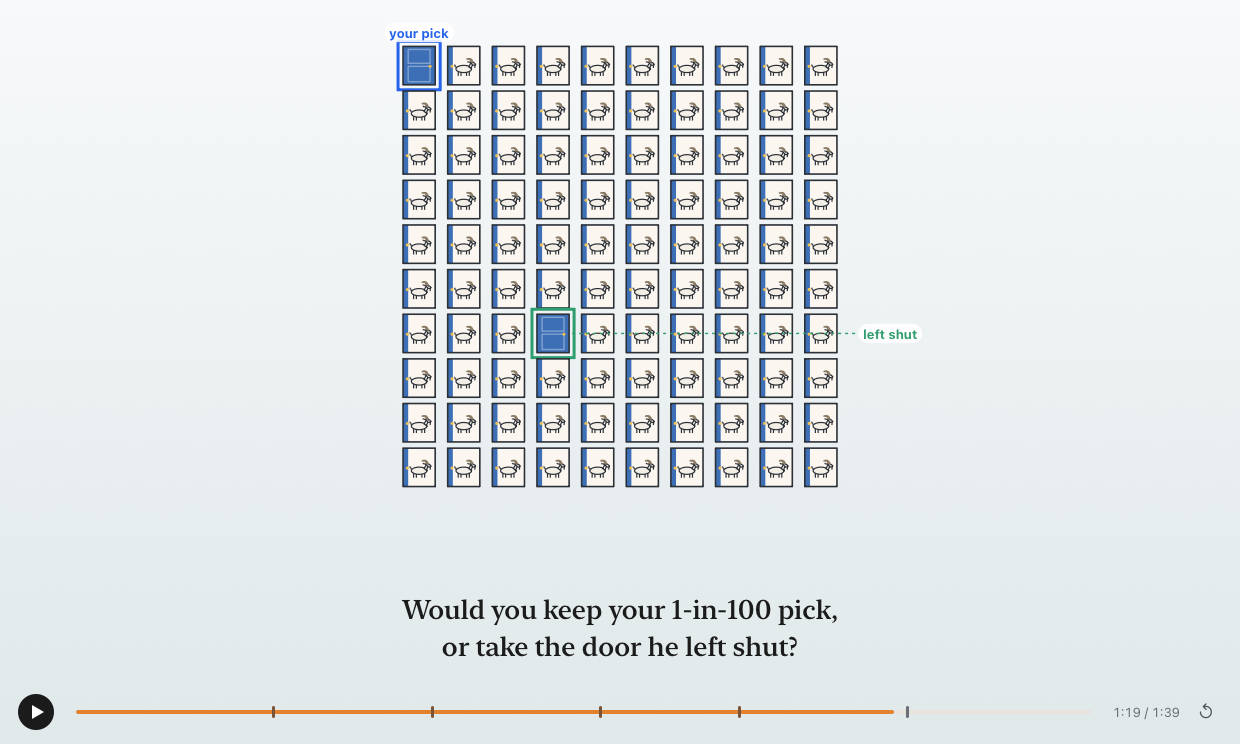 your pick
left shut
Would you keep your 1-in-100 pick,
or take the door he left shut?
1:19 / 1:39